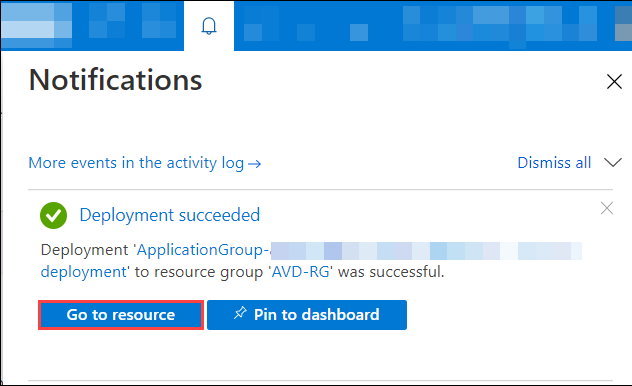 Notifications
More events in the activity log →
Dismiss all
Deployment succeeded
Deployment 'ApplicationGroup-
deployment' to resource group 'AVD-RG' was successful.
Go to resource
Pin to dashboard